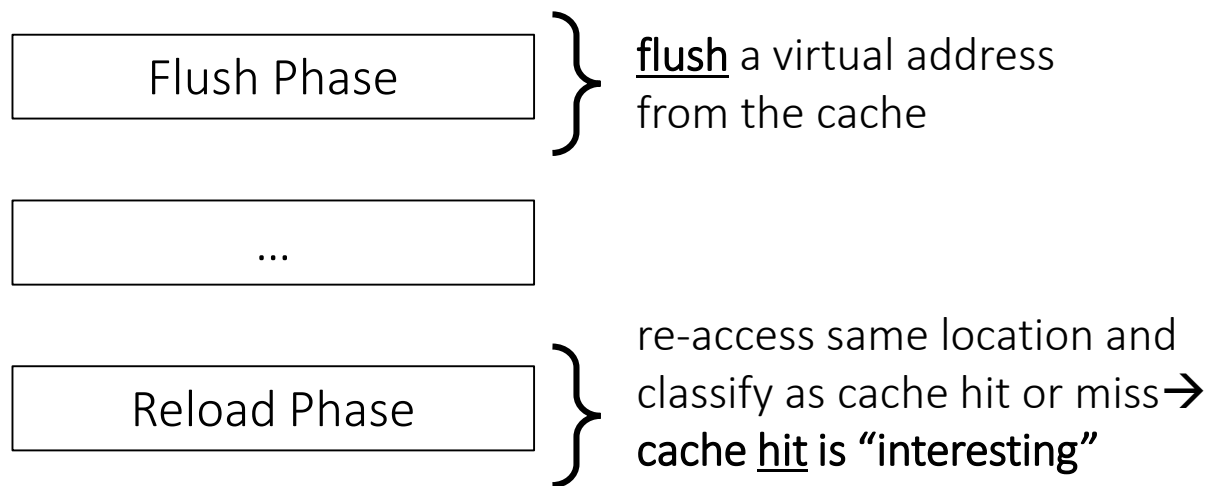 Flush Phase
flush a virtual address
from the cache
...
Reload Phase
re-access same location and
classify as cache hit or miss→
cache hit is “interesting”